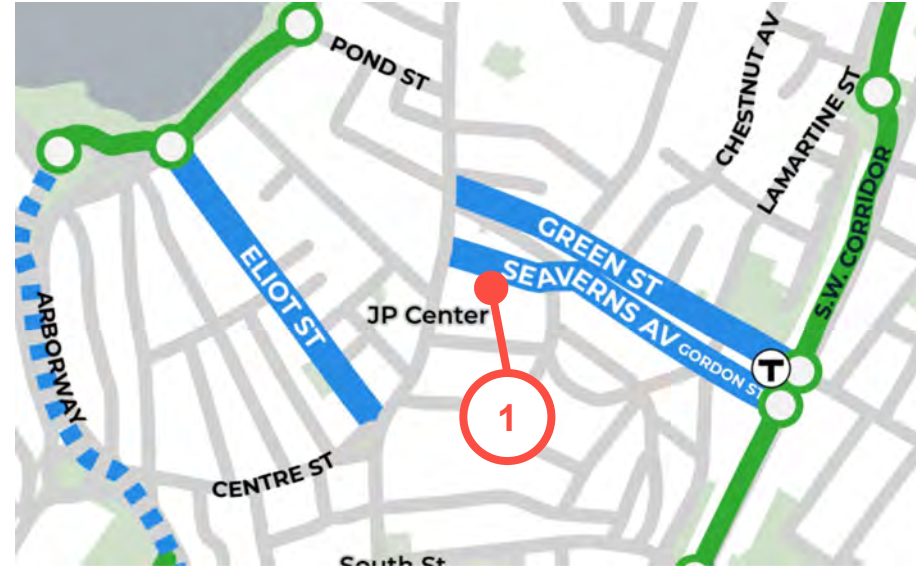 POND ST
CHESTNUT AV
LAMARTINE ST
S.W. CORRIDOR
GREEN ST
SEAVERNS AV
GORDON ST
ELIOT ST
JP Center
T
ARBORWAY
1
CENTRE ST
South St